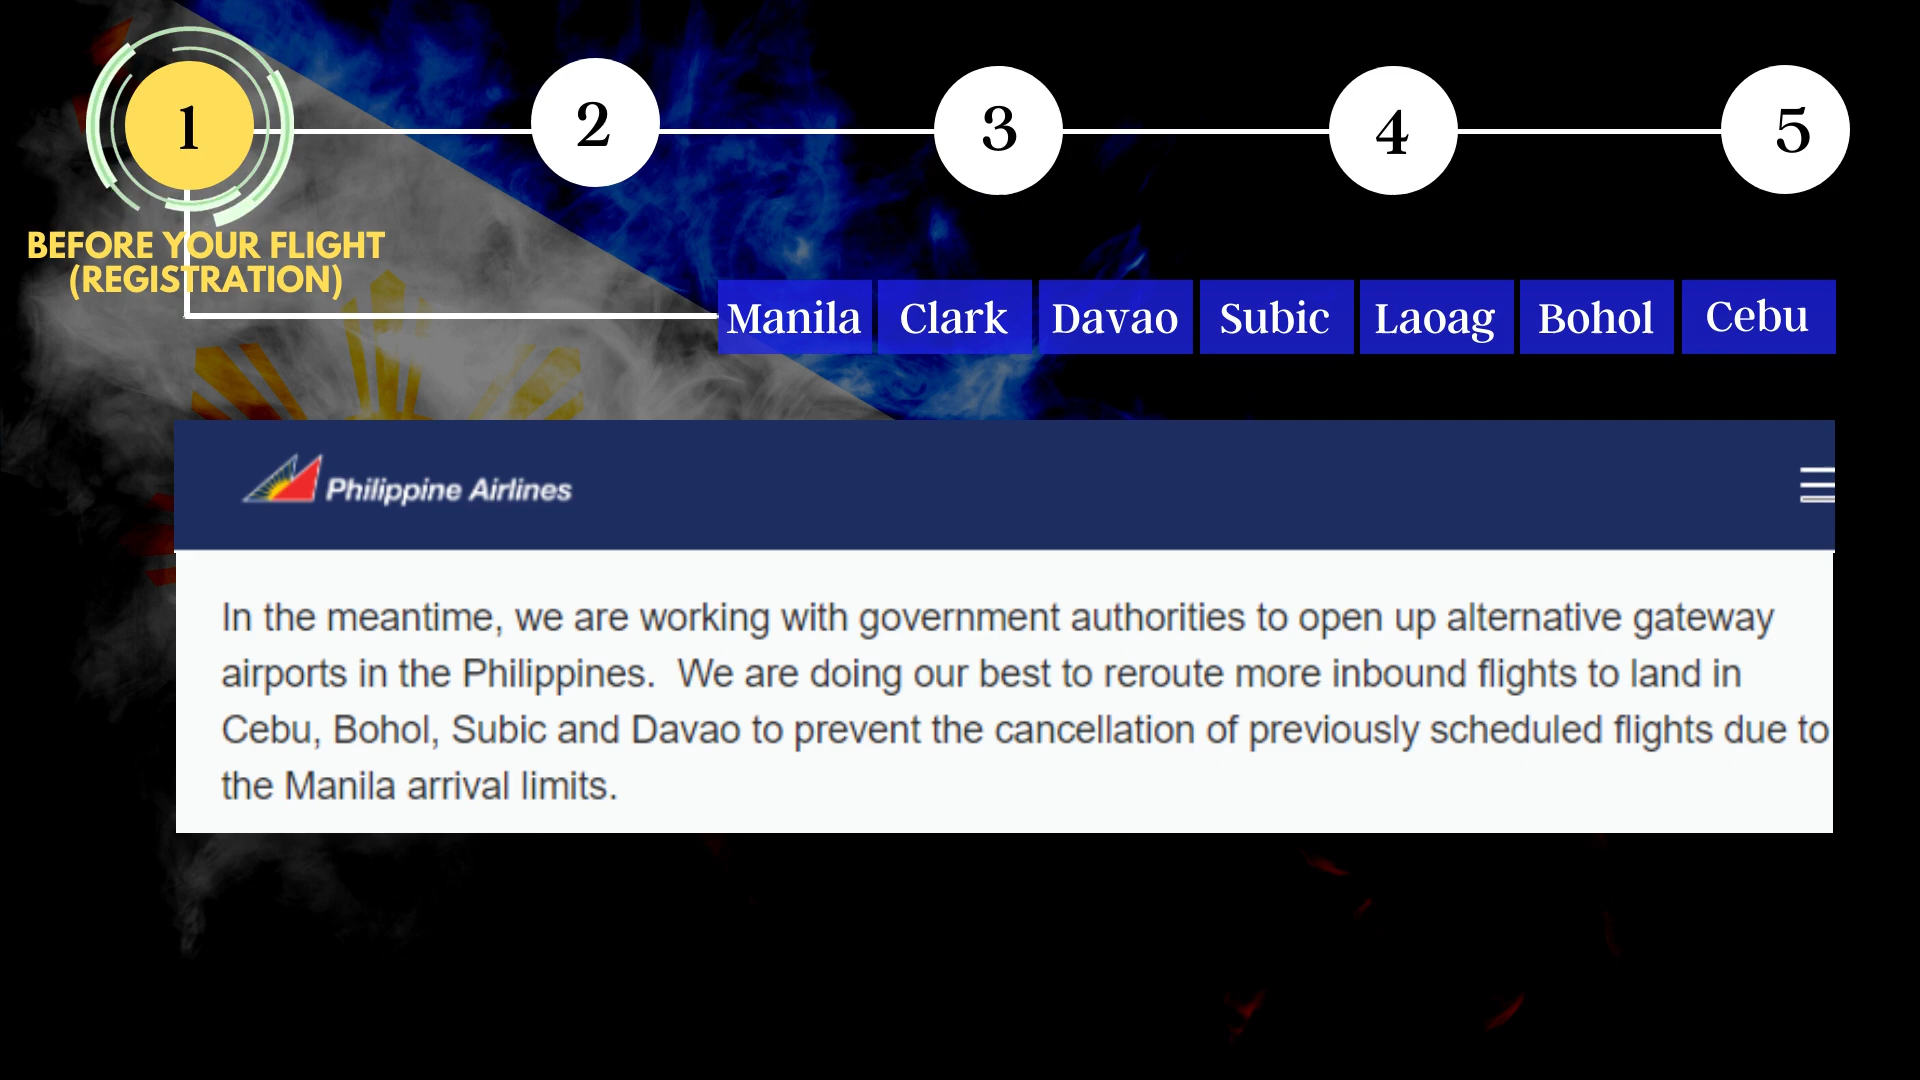 1
2
3
4
5
BEFORE YOUR FLIGHT
(REGISTRATION)
Manila
Clark
Davao
Subic
Laoag
Bohol
Cebu
Philippine Airlines
In the meantime, we are working with government authorities to open up alternative gateway
airports in the Philippines.  We are doing our best to reroute more inbound flights to land in
Cebu, Bohol, Subic and Davao to prevent the cancellation of previously scheduled flights due to
the Manila arrival limits.